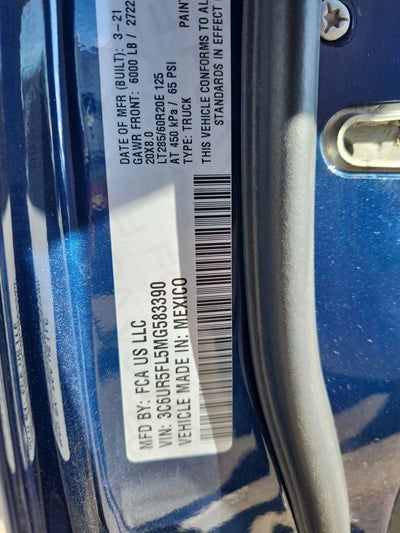 MFD BY: FCA US LLC
DATE OF MFR (BUILT): 3-21
GAWR FRONT: 6000 LB / 2722
20X8.0
LT285/60R20E 125
AT 450 kPa / 65 PSI
TYPE: TRUCK
PAINT
THIS VEHICLE CONFORMS TO AL
STANDARDS IN EFFECT
VIN: 3C6UR5FL5MG583390
VEHICLE MADE IN: MEXICO